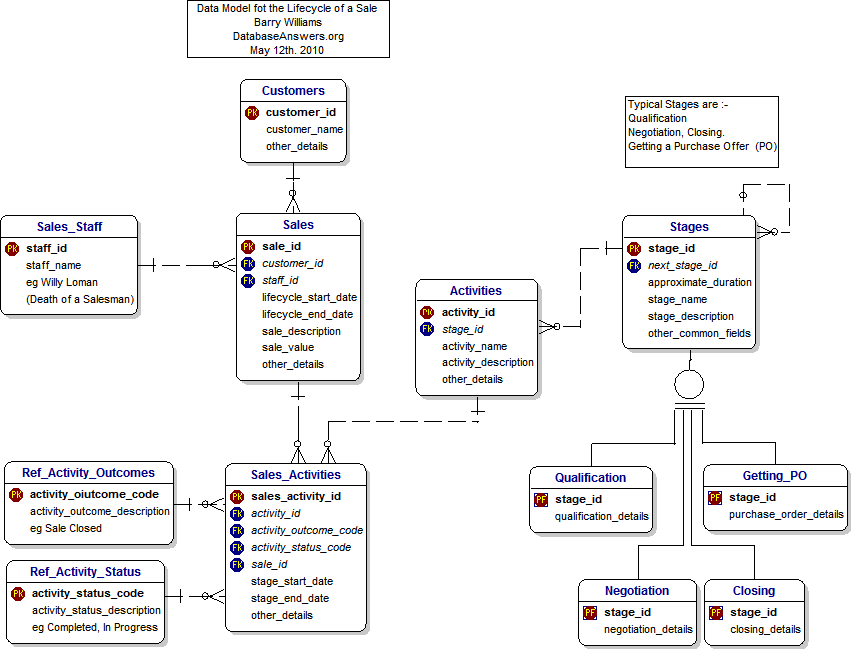 Data Model fot the Lifecycle of a Sale
Barry Williams
DatabaseAnswers.org
May 12th. 2010
Customers
PK customer_id
customer_name
other_details
Typical Stages are :-
Qualification
Negotiation, Closing.
Getting a Purchase Offer (PO)
Sales_Staff
PK staff_id
staff_name
eg Willy Loman
(Death of a Salesman)
Sales
PK sale_id
FK customer_id
FK staff_id
lifecycle_start_date
lifecycle_end_date
sale_description
sale_value
other_details
Stages
PK stage_id
FK next_stage_id
approximate_duration
stage_name
stage_description
other_common_fields
Activities
PK activity_id
FK stage_id
activity_name
activity_description
other_details
Ref_Activity_Outcomes
PK activity_oiutcome_code
activity_outcome_description
eg Sale Closed
Sales_Activities
PK sales_activity_id
FK activity_id
FK activity_outcome_code
FK activity_status_code
FK sale_id
stage_start_date
stage_end_date
other_details
Ref_Activity_Status
PK activity_status_code
activity_status_description
eg Completed, In Progress
Qualification
PF stage_id
qualification_details
Getting_PO
PF stage_id
purchase_order_details
Negotiation
PF stage_id
negotiation_details
Closing
PF stage_id
closing_details